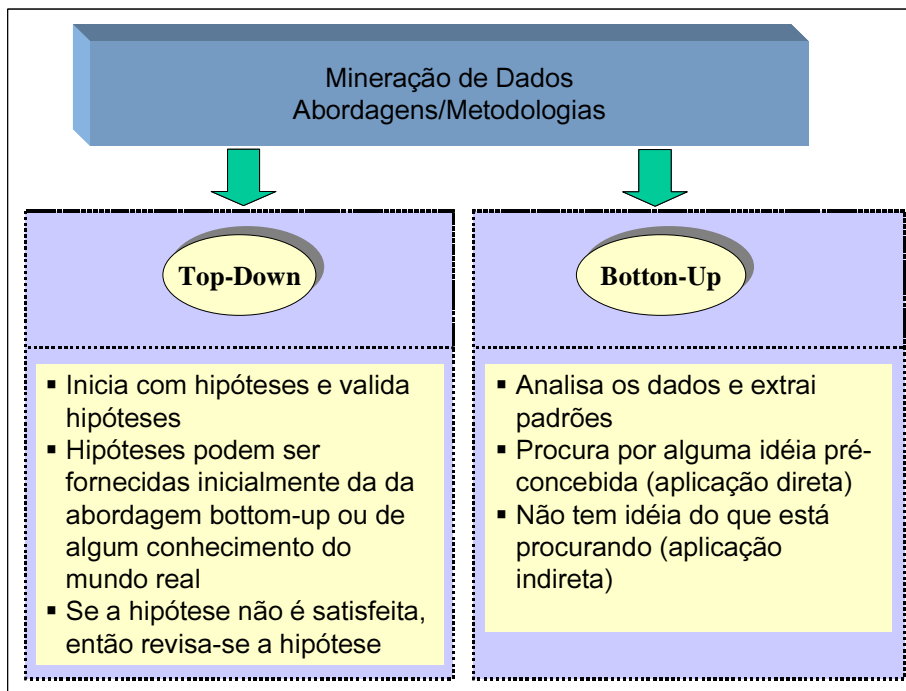 Mineração de Dados
Abordagens/Metodologias
Top-Down
▪ Inicia com hipóteses e valida
hipóteses
▪ Hipóteses podem ser
fornecidas inicialmente da da
abordagem bottom-up ou de
algum conhecimento do
mundo real
▪ Se a hipótese não é satisfeita,
então revisa-se a hipótese
Botton-Up
▪ Analisa os dados e extrai
padrões
▪ Procura por alguma idéia pré-
concebida (aplicação direta)
▪ Não tem idéia do que está
procurando (aplicação
indireta)